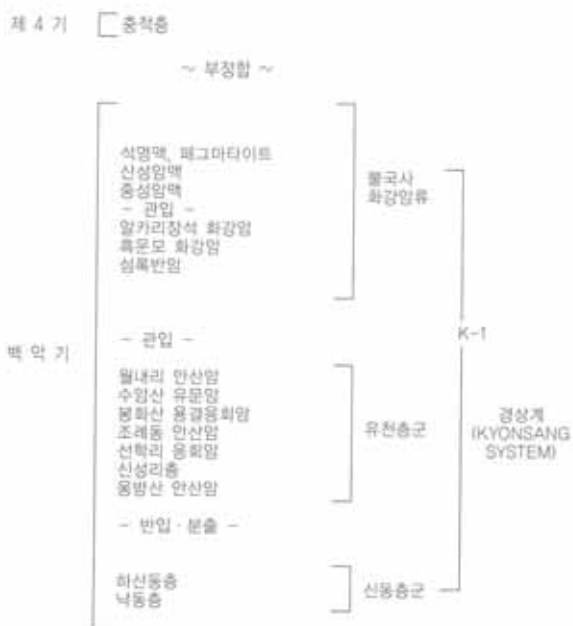 제 4 기
충적층
~ 부정합 ~
석영맥, 페그마타이트
산성암맥
중성암맥
- 관입 -
알카리장석 화강암
흑운모 화강암
섬록반암
불국사
화강암류
- 관입 -
K-1
백 악 기
월내리 안산암
수암산 유문암
봉화산 용결응회암
조례동 안산암
선학리 응회암
신성리층
운방산 안산암
유천층군
경상계
(KYONSANG
SYSTEM)
- 반입 · 분출 -
하산동층
낙동층
신동층군